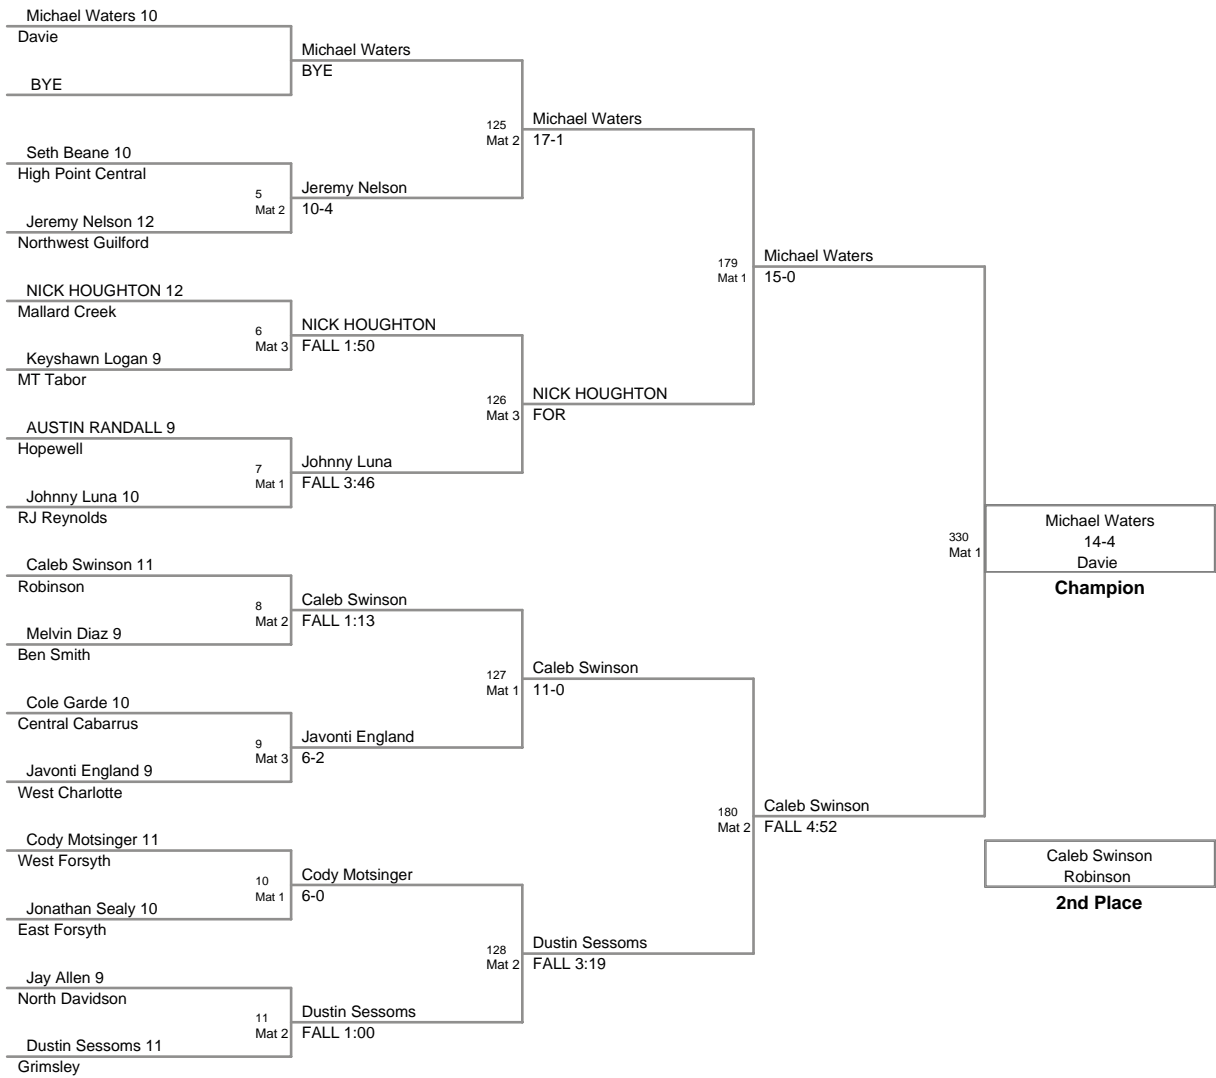 Michael Waters 10
Davie
BYE
Seth Beane 10
High Point Central
Jeremy Nelson 12
Northwest Guilford
NICK HOUGHTON 12
Mallard Creek
Keyshawn Logan 9
MT Tabor
AUSTIN RANDALL 9
Hopewell
Johnny Luna 10
RJ Reynolds
Caleb Swinson 11
Robinson
Melvin Diaz 9
Ben Smith
Cole Garde 10
Central Cabarrus
Javonti England 9
West Charlotte
Cody Motsinger 11
West Forsyth
Jonathan Sealy 10
East Forsyth
Jay Allen 9
North Davidson
Dustin Sessoms 11
Grimsley
Michael Waters
BYE
5
Mat 2
Jeremy Nelson
10-4
6
Mat 3
NICK HOUGHTON
FALL 1:50
7
Mat 1
Johnny Luna
FALL 3:46
8
Mat 2
Caleb Swinson
FALL 1:13
9
Mat 3
Javonti England
6-2
10
Mat 1
Cody Motsinger
6-0
11
Mat 2
Dustin Sessoms
FALL 1:00
125
Mat 2
Michael Waters
17-1
126
Mat 3
NICK HOUGHTON
FOR
127
Mat 1
Caleb Swinson
11-0
128
Mat 2
Dustin Sessoms
FALL 3:19
179
Mat 1
Michael Waters
15-0
180
Mat 2
Caleb Swinson
FALL 4:52
330
Mat 1
Michael Waters
14-4
Davie
Champion
Caleb Swinson
Robinson
2nd Place